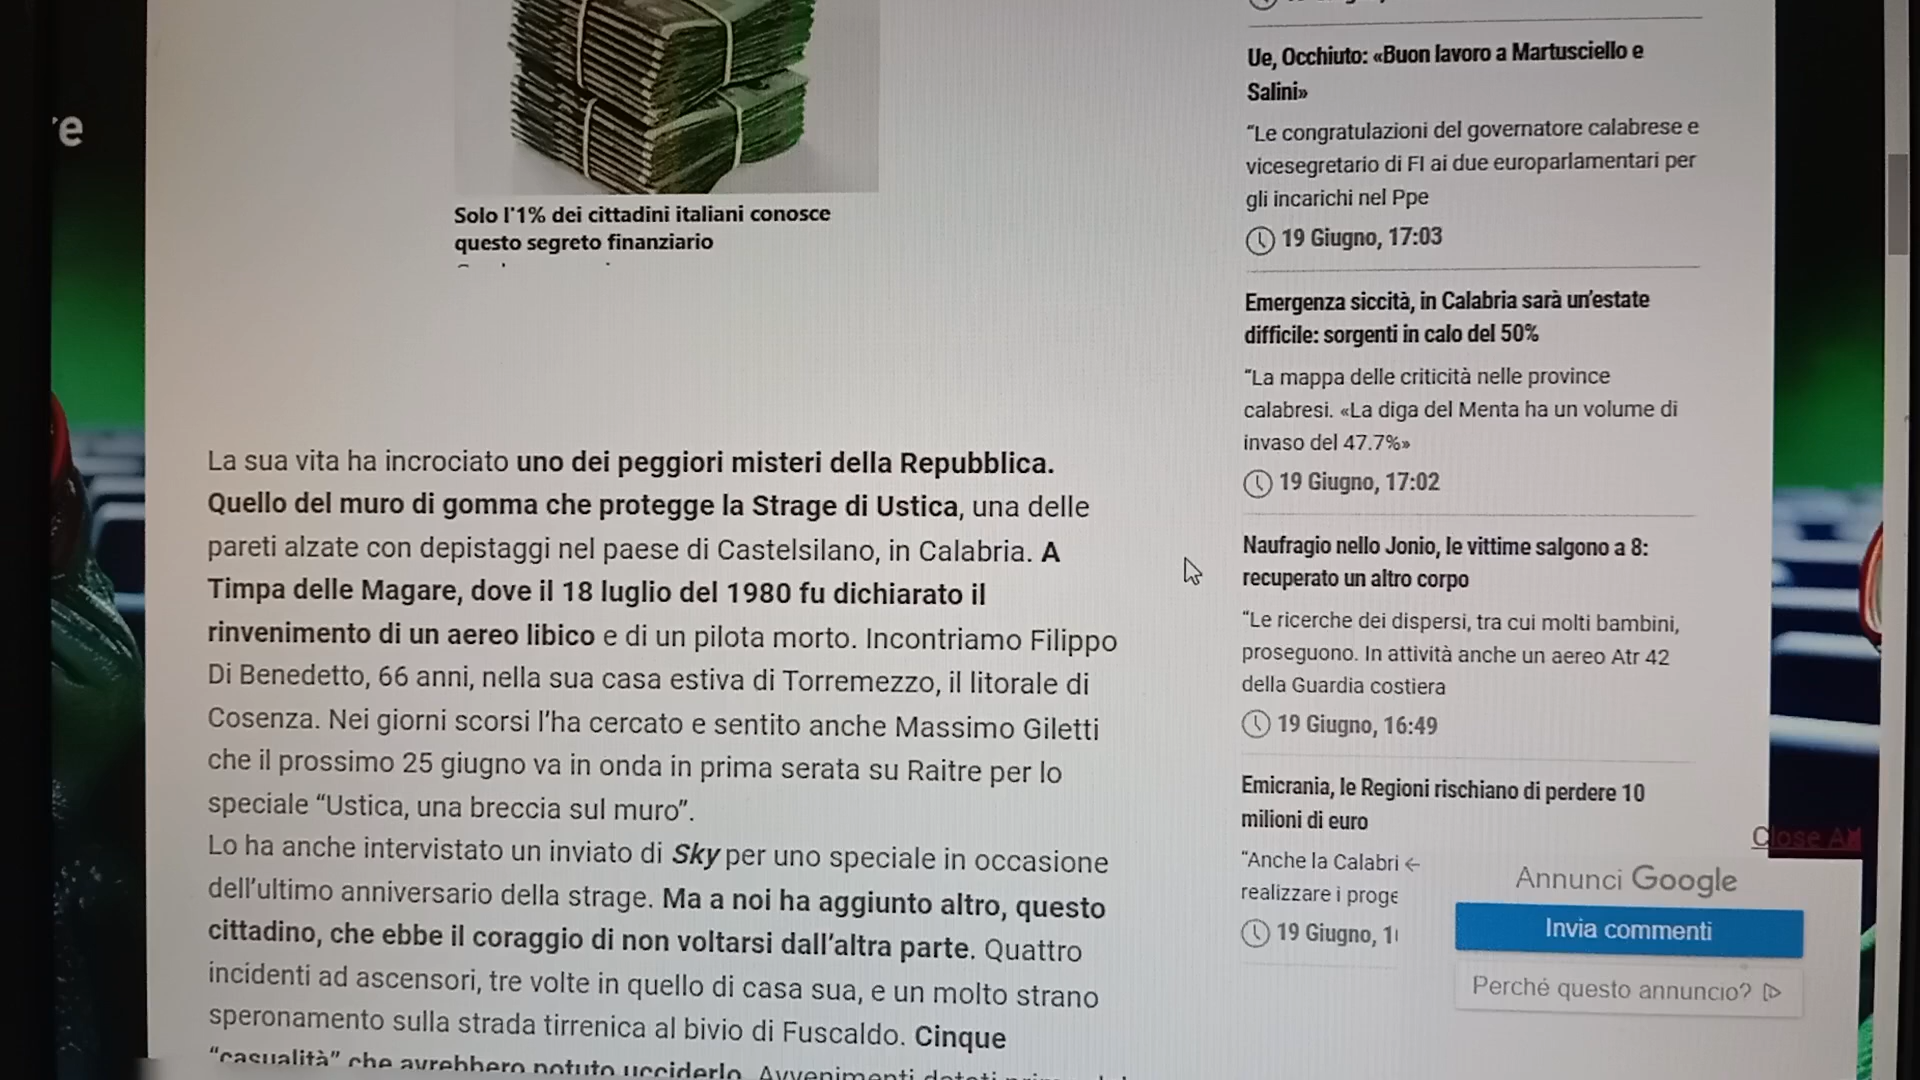 Solo l'1% dei cittadini italiani conosce
questo segreto finanziario
La sua vita ha incrociato uno dei peggiori misteri della Repubblica.
Quello del muro di gomma che protegge la Strage di Ustica, una delle
pareti alzate con depistaggi nel paese di Castelsilano, in Calabria. A
Timpa delle Magare, dove il 18 luglio del 1980 fu dichiarato il
rinvenimento di un aereo libico e di un pilota morto. Incontriamo Filippo
Di Benedetto, 66 anni, nella sua casa estiva di Torremezzo, il litorale di
Cosenza. Nei giorni scorsi l'ha cercato e sentito anche Massimo Giletti
che il prossimo 25 giugno va in onda in prima serata su Raitre per lo
speciale “Ustica, una breccia sul muro”.
Lo ha anche intervistato un inviato di Sky per uno speciale in occasione
dell'ultimo anniversario della strage. Ma a noi ha aggiunto altro, questo
cittadino, che ebbe il coraggio di non voltarsi dall'altra parte. Quattro
incidenti ad ascensori, tre volte in quello di casa sua, e un molto strano
speronamento sulla strada tirrenica al bivio di Fuscaldo. Cinque
“casualità” che avrebbero potuto ucciderlo. Avvenimenti datati
Ue, Occhiuto: «Buon lavoro a Martusciello e
Salini»
“Le congratulazioni del governatore calabrese e
vicesegretario di FI ai due europarlamentari per
gli incarichi nel Ppe
19 Giugno, 17:03
Emergenza siccità, in Calabria sarà un'estate
difficile: sorgenti in calo del 50%
“La mappa delle criticità nelle province
calabresi. «La diga del Menta ha un volume di
invaso del 47.7%»
19 Giugno, 17:02
Naufragio nello Jonio, le vittime salgono a 8:
recuperato un altro corpo
“Le ricerche dei dispersi, tra cui molti bambini,
proseguono. In attività anche un aereo Atr 42
della Guardia costiera
19 Giugno, 16:49
Emicrania, le Regioni rischiano di perdere 10
milioni di euro
“Anche la Calabri
realizzare i proge
19 Giugno, 1
Close
Annunci Google
Invia commenti
Perché questo annuncio?